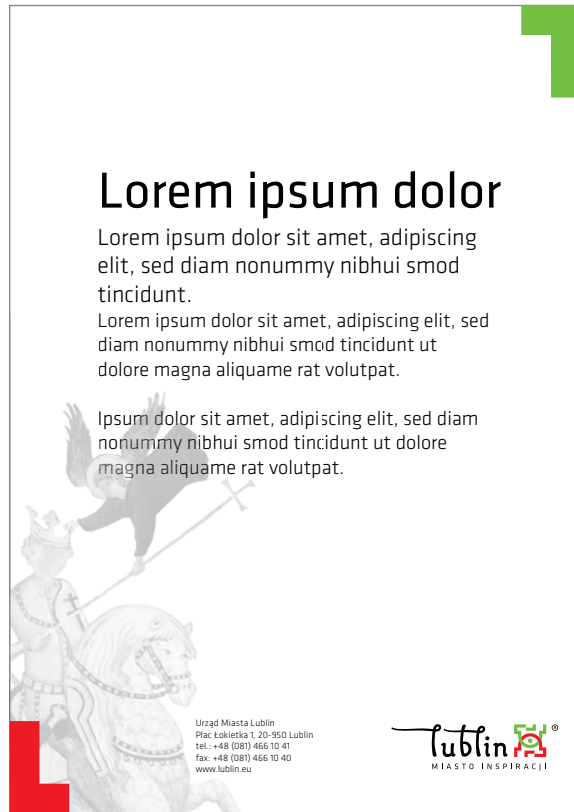 Lorem ipsum dolor
Lorem ipsum dolor sit amet, adipiscing
elit, sed diam nonummy nibhui smod
tincidunt.
Lorem ipsum dolor sit amet, adipiscing elit, sed
diam nonummy nibhui smod tincidunt ut
dolore magna aliquame rat volutpat.
Ipsum dolor sit amet, adipiscing elit, sed diam
nonummy nibhui smod tincidunt ut dolore
magna aliquame rat volutpat.
Urząd Miasta Lublin
Plac Łokietka 1, 20-950 Lublin
tel.: +48 (081) 466 10 41
fax: +48 (081) 466 10 40
www.lublin.eu
lublin ®
MIASTO INSPIRACJI